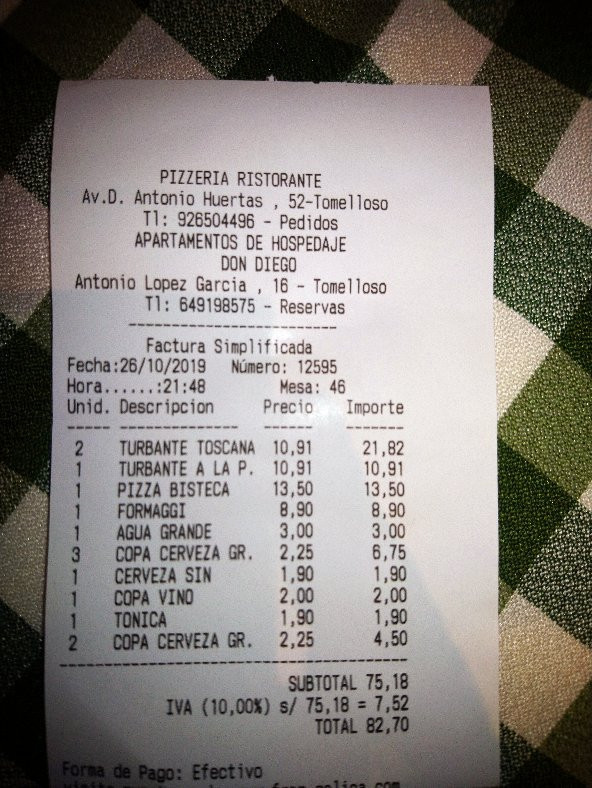 PIZZERIA RISTORANTE
Av.D. Antonio Huertas , 52-Tomelloso
Tl: 926504496 - Pedidos
APARTAMENTOS DE HOSPEDAJE
DON DIEGO
Antonio Lopez Garcia , 16 - Tomelloso
Tl: 649198575 - Reservas
------------------------
Factura Simplificada
Fecha:26/10/2019 Número: 12595
Hora......:21:48 Mesa: 46
Unid. Descripcion Precio Importe
----- -------------- ------ -------
2 TURBANTE TOSCANA 10,91 21,82
1 TURBANTE A LA P. 10,91 10,91
1 PIZZA BISTECA 13,50 13,50
1 FORMAGGI 8,90 8,90
1 AGUA GRANDE 3,00 3,00
3 COPA CERVEZA GR. 2,25 6,75
1 CERVEZA SIN 1,90 1,90
1 COPA VINO 2,00 2,00
1 TONICA 1,90 1,90
2 COPA CERVEZA GR. 2,25 4,50
----------------------------------------
SUBTOTAL 75,18
IVA (10,00%) s/ 75,18 = 7,52
TOTAL 82,70
Forma de Pago: Efectivo